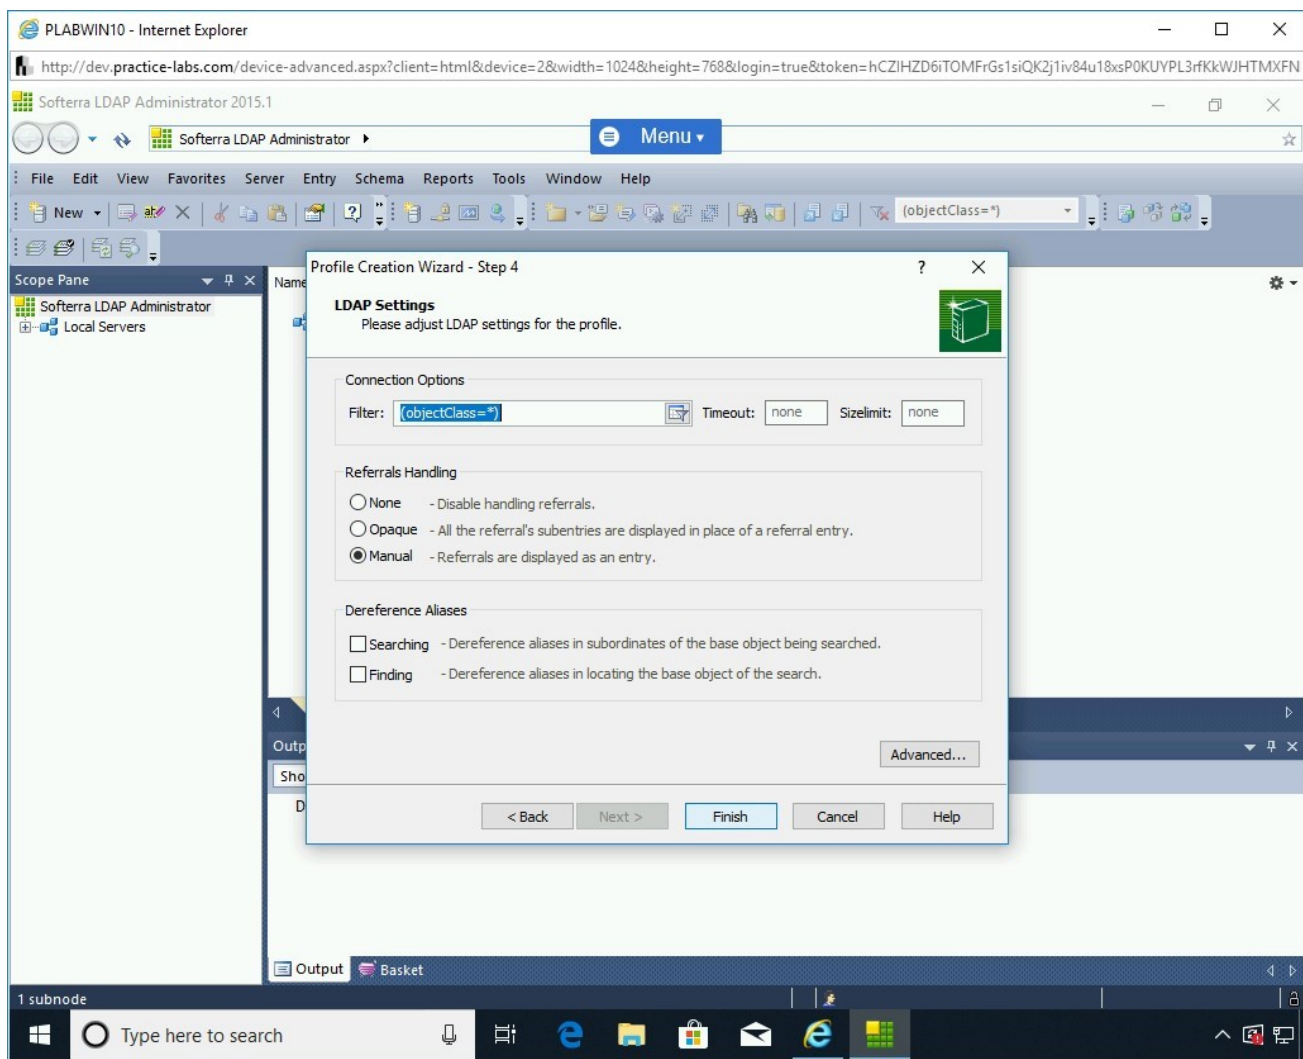 PLABWIN10 - Internet Explorer
http://dev.practice-labs.com/device-advanced.aspx?client=html&device=2&width=1024&height=768&login=true&token=hCZIHZD6iTOMFrGs1siQK2j1iv84u18xsP0KUYPL3rfKkWJHTMXFN
Softerra LDAP Administrator 2015.1
Softerra LDAP Administrator
Menu
File Edit View Favorites Server Entry Schema Reports Tools Window Help
New (objectClass=*)
Scope Pane
Name
Softerra LDAP Administrator
Local Servers
Profile Creation Wizard - Step 4
LDAP Settings
Please adjust LDAP settings for the profile.
Connection Options
Filter: (objectClass=*) Timeout: none Sizelimit: none
Referrals Handling
None - Disable handling referrals.
Opaque - All the referral's subentries are displayed in place of a referral entry.
Manual - Referrals are displayed as an entry.
Dereference Aliases
Searching - Dereference aliases in subordinates of the base object being searched.
Finding - Dereference aliases in locating the base object of the search.
Outp
Advanced...
Sho
D
< Back Next > Finish Cancel Help
Output Basket
1 subnode
Type here to search